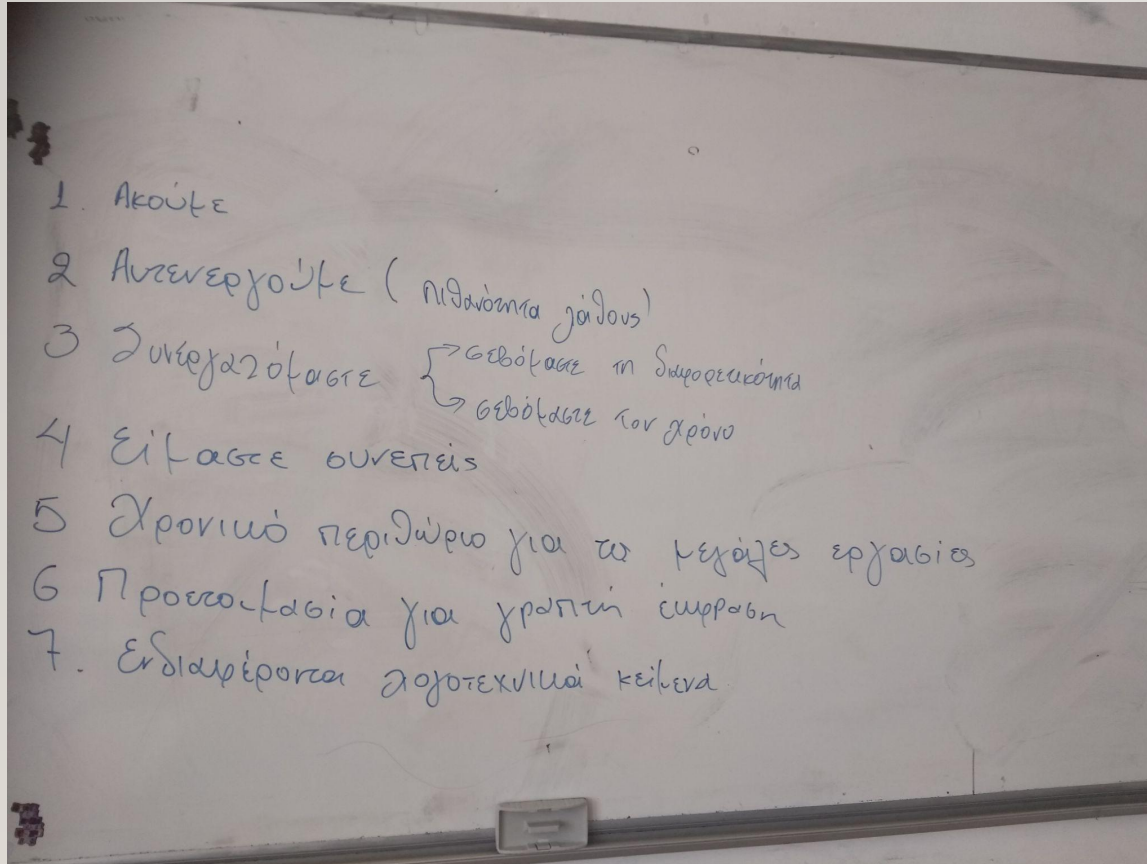 1. Ακούμε
2 Αυτενεργούμε (πιθανότητα λάθους)
3 Συνεργαζόμαστε
→ σεβόμαστε τη διαφορετικότητα
→ σεβόμαστε τον χρόνο
4 Είμαστε συνεπείς
5 Χρονικό περιθώριο για τις μεγάλες εργασίες
6 Προετοιμασία για γραπτή έκφραση
7. Ενδιαφέροντα λογοτεχνικά κείμενα